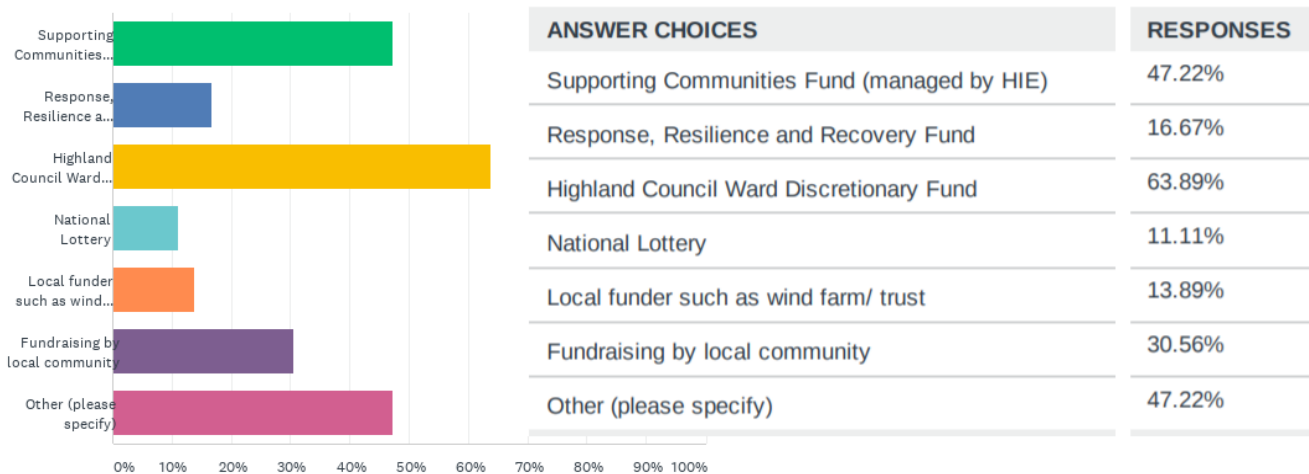 Supporting
Communities...
Response,
Resilience a...
Highland
Council Ward...
National
Lottery
Local funder
such as wind...
Fundraising by
local community
Other (please
specify)
0% 10% 20% 30% 40% 50% 60% 70% 80% 90% 100%
ANSWER CHOICES RESPONSES
Supporting Communities Fund (managed by HIE) 47.22%
Response, Resilience and Recovery Fund 16.67%
Highland Council Ward Discretionary Fund 63.89%
National Lottery 11.11%
Local funder such as wind farm/ trust 13.89%
Fundraising by local community 30.56%
Other (please specify) 47.22%